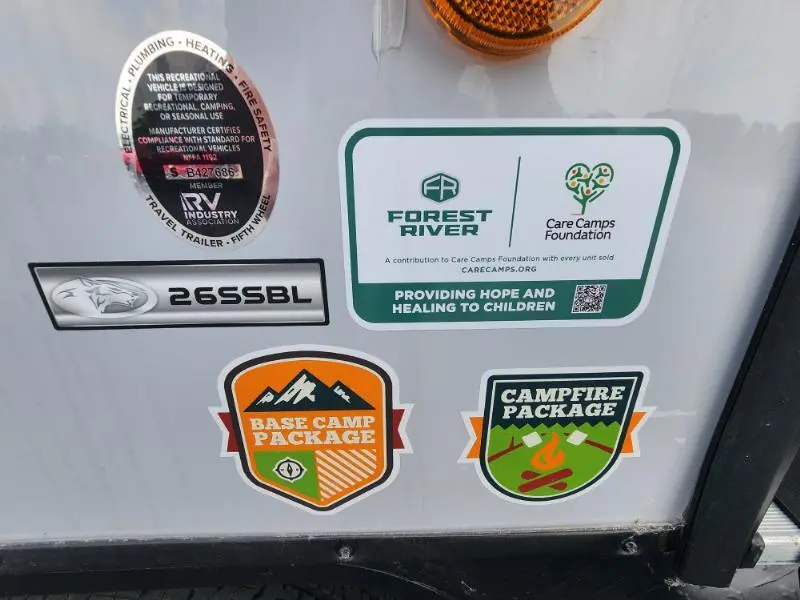 ELECTRICAL • PLUMBING • HEATING • FIRE SAFETY
THIS RECREATIONAL
VEHICLE IS DESIGNED
FOR TEMPORARY
RECREATIONAL, CAMPING,
OR SEASONAL USE
MANUFACTURER CERTIFIES
COMPLIANCE WITH STANDARD FOR
RECREATIONAL VEHICLES
NFPA 1192
S B427686
MEMBER
RV
INDUSTRY
ASSOCIATION
TRAVEL TRAILER • FIFTH WHEEL
FR
FOREST
RIVER
Care Camps
Foundation
A contribution to Care Camps Foundation with every unit sold
CARECAMPS.ORG
PROVIDING HOPE AND
HEALING TO CHILDREN
26SSBL
BASE CAMP
PACKAGE
CAMPFIRE
PACKAGE